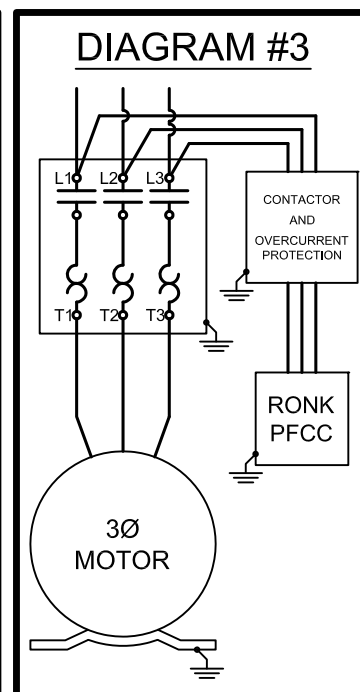 DIAGRAM #3
L1 L2 L3
CONTACTOR
AND
OVERCURRENT
PROTECTION
T1 T2 T3
RONK
PFCC
3Ø
MOTOR